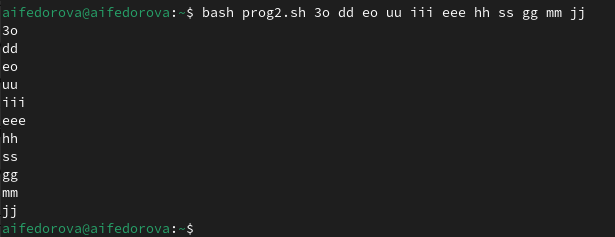 aifedorova@aifedorova:~$ bash prog2.sh 3o dd eo uu iii eee hh ss gg mm jj
3o
dd
eo
uu
iii
eee
hh
ss
gg
mm
jj
aifedorova@aifedorova:~$